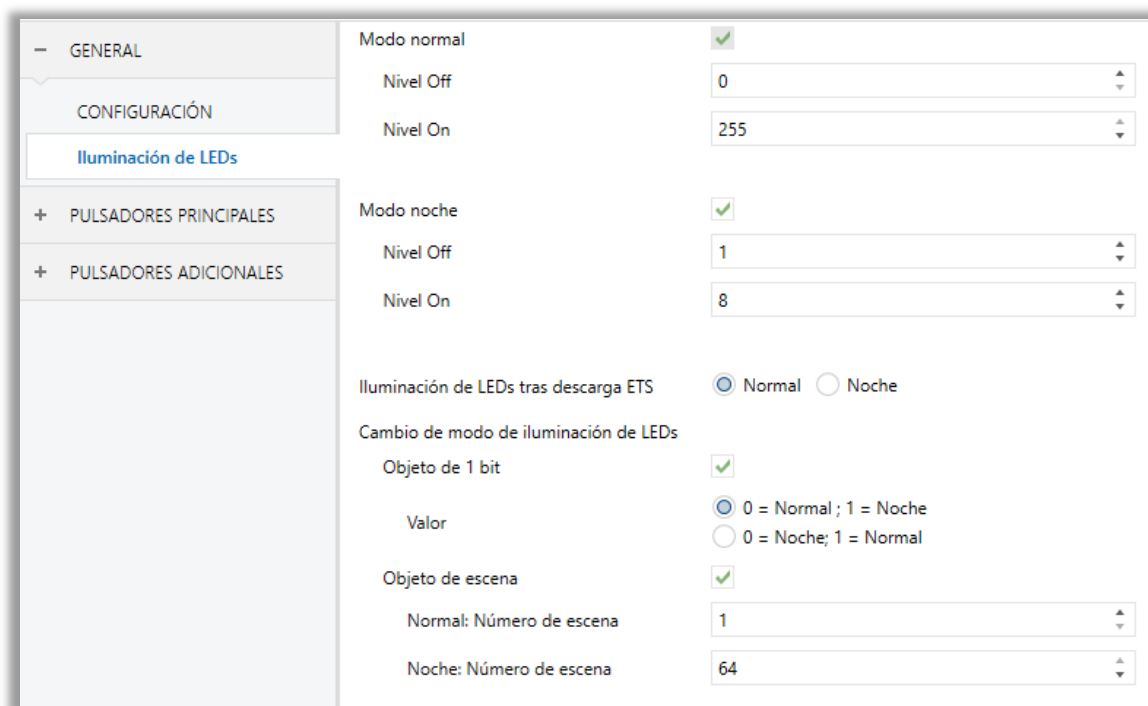 GENERAL
CONFIGURACIÓN
Iluminación de LEDs
PULSADORES PRINCIPALES
PULSADORES ADICIONALES
Modo normal
Nivel Off 0
Nivel On 255
Modo noche
Nivel Off 1
Nivel On 8
Iluminación de LEDs tras descarga ETS Normal Noche
Cambio de modo de iluminación de LEDs
Objeto de 1 bit
Valor 0 = Normal ; 1 = Noche
0 = Noche; 1 = Normal
Objeto de escena
Normal: Número de escena 1
Noche: Número de escena 64